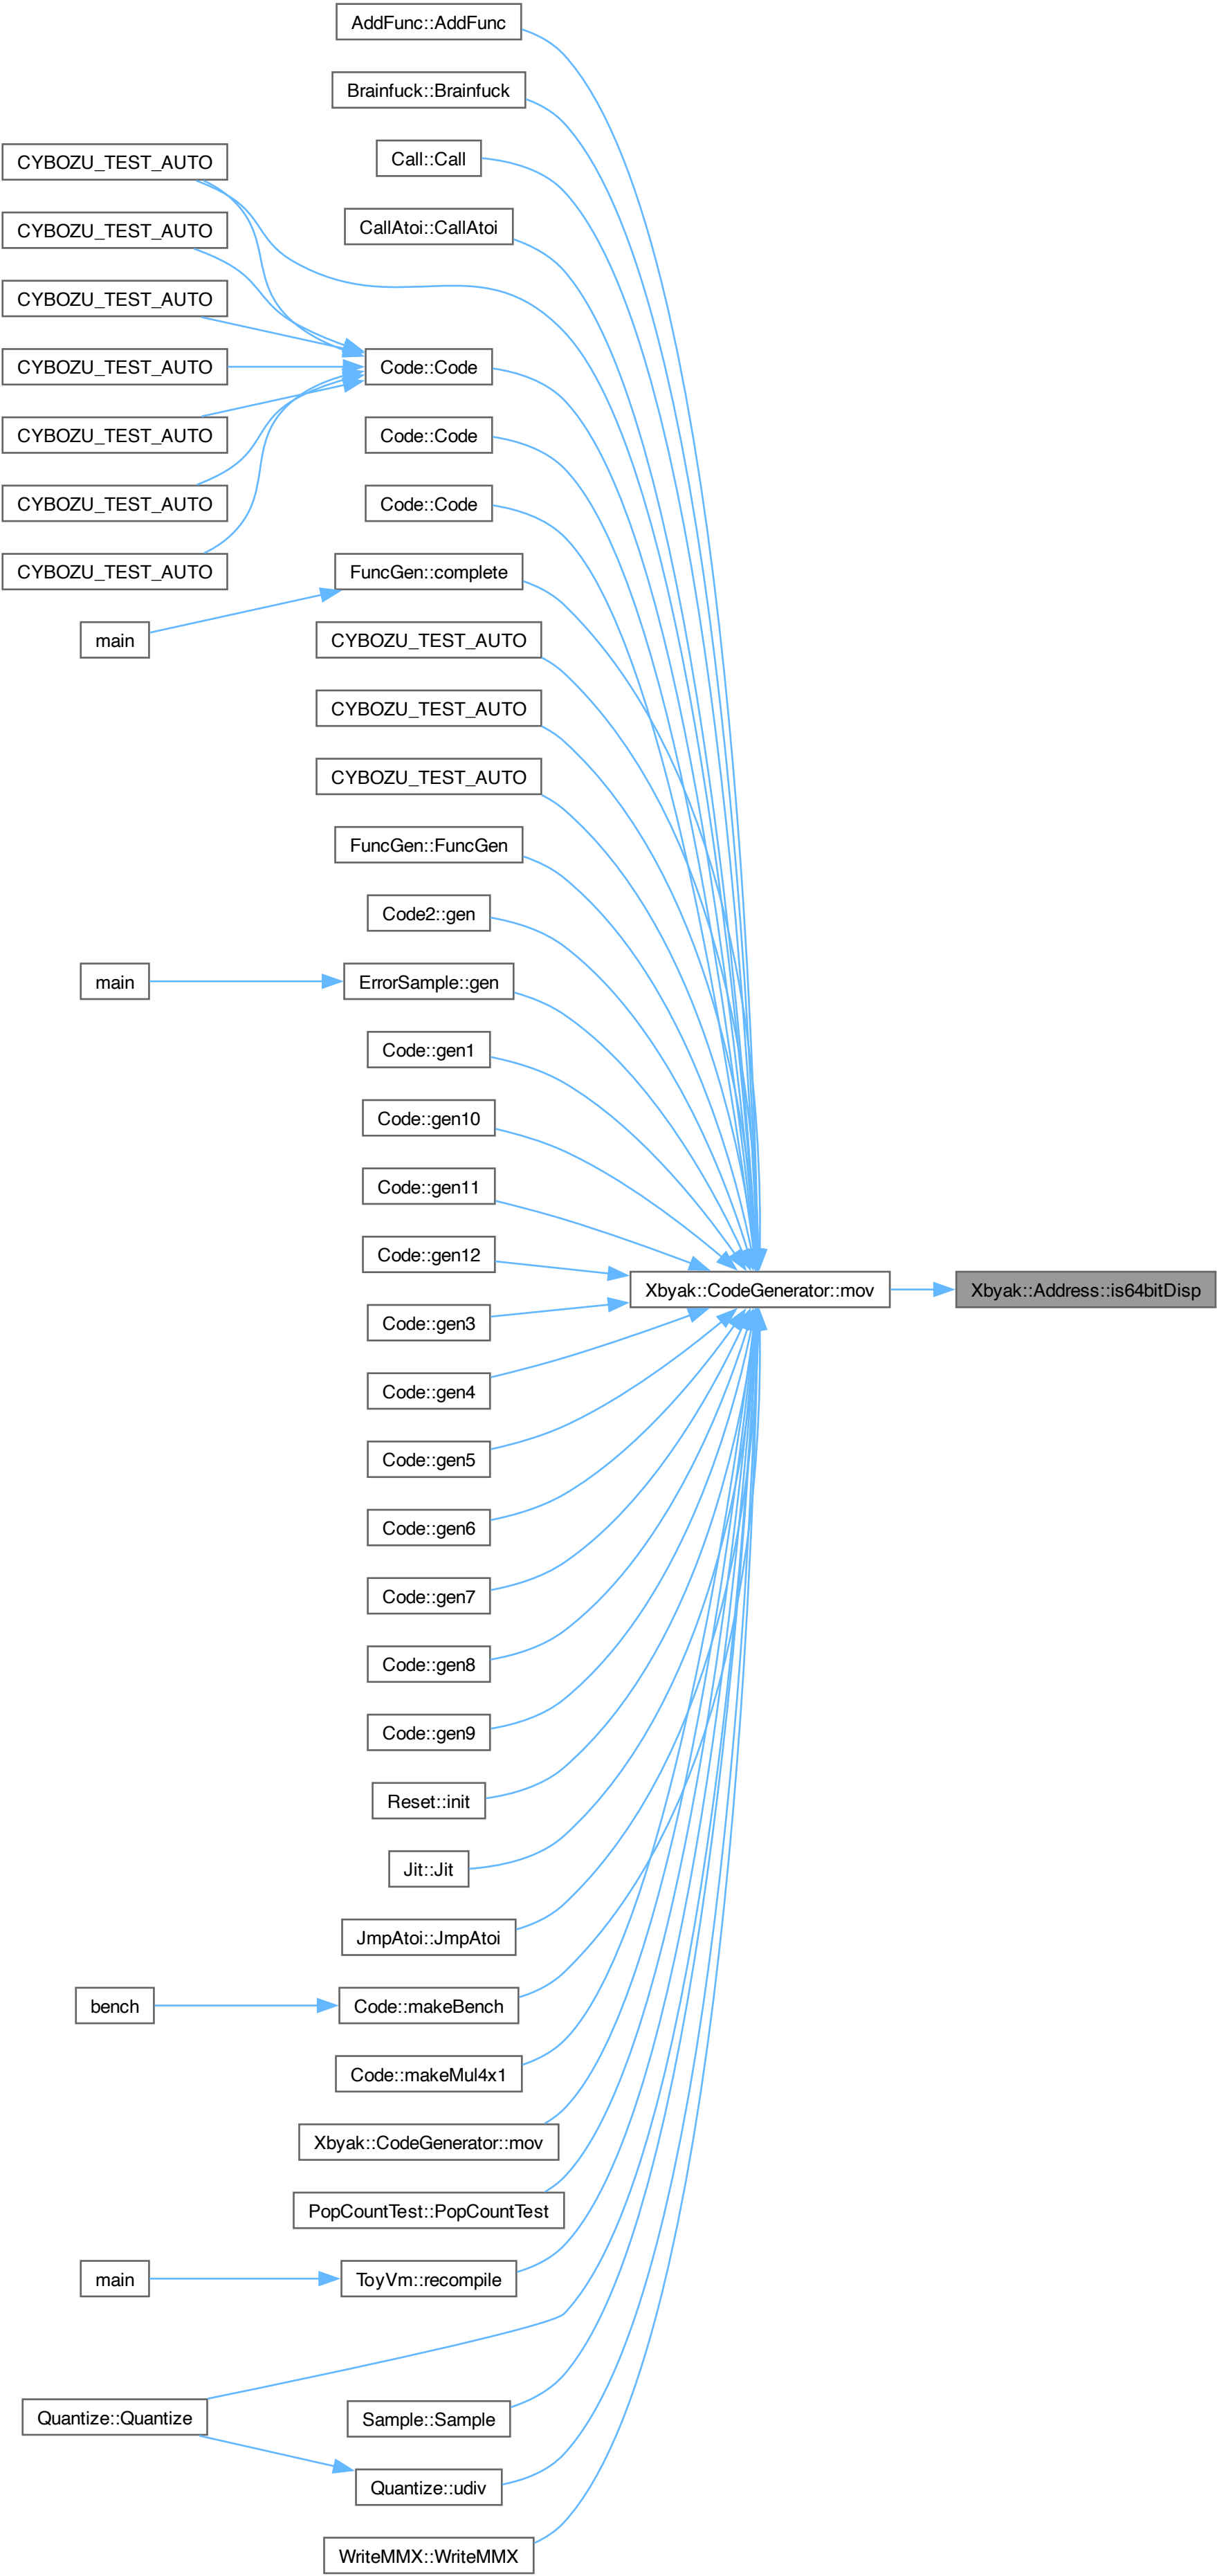 AddFunc::AddFunc
Brainfuck::Brainfuck
Call::Call
CYBOZU_TEST_AUTO
CallAtoi::CallAtoi
CYBOZU_TEST_AUTO
CYBOZU_TEST_AUTO
CYBOZU_TEST_AUTO
Code::Code
CYBOZU_TEST_AUTO
Code::Code
CYBOZU_TEST_AUTO
Code::Code
CYBOZU_TEST_AUTO
FuncGen::complete
main
CYBOZU_TEST_AUTO
CYBOZU_TEST_AUTO
CYBOZU_TEST_AUTO
FuncGen::FuncGen
Code2::gen
main
ErrorSample::gen
Code::gen1
Code::gen10
Code::gen11
Code::gen12
Xbyak::CodeGenerator::mov
Xbyak::Address::is64bitDisp
Code::gen3
Code::gen4
Code::gen5
Code::gen6
Code::gen7
Code::gen8
Code::gen9
Reset::init
Jit::Jit
JmpAtoi::JmpAtoi
bench
Code::makeBench
Code::makeMul4x1
Xbyak::CodeGenerator::mov
PopCountTest::PopCountTest
main
ToyVm::recompile
Quantize::Quantize
Sample::Sample
Quantize::udiv
WriteMMX::WriteMMX